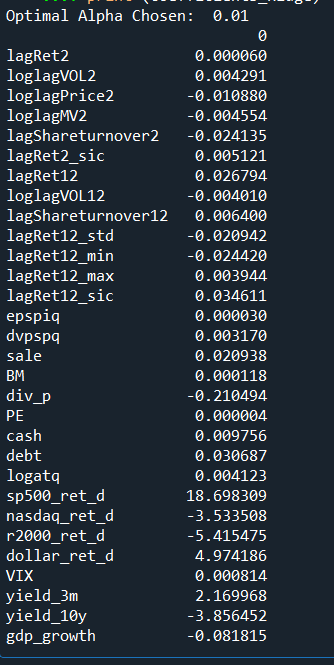 Optimal Alpha Chosen:  0.01
0
lagRet2 0.000060
loglagVOL2 0.004291
loglagPrice2 -0.010880
loglagMV2 -0.004554
lagShareturnover2 -0.024135
lagRet2_sic 0.005121
lagRet12 0.026794
loglagVOL12 -0.004010
lagShareturnover12 0.006400
lagRet12_std -0.020942
lagRet12_min -0.024420
lagRet12_max 0.003944
lagRet12_sic 0.034611
epspiq 0.000030
dvpspq 0.003170
sale 0.020938
BM 0.000118
div_p -0.210494
PE 0.000004
cash 0.009756
debt 0.030687
logatq 0.004123
sp500_ret_d 18.698309
nasdaq_ret_d -3.533508
r2000_ret_d -5.415475
dollar_ret_d 4.974186
VIX 0.000814
yield_3m 2.169968
yield_10y -3.856452
gdp_growth -0.081815